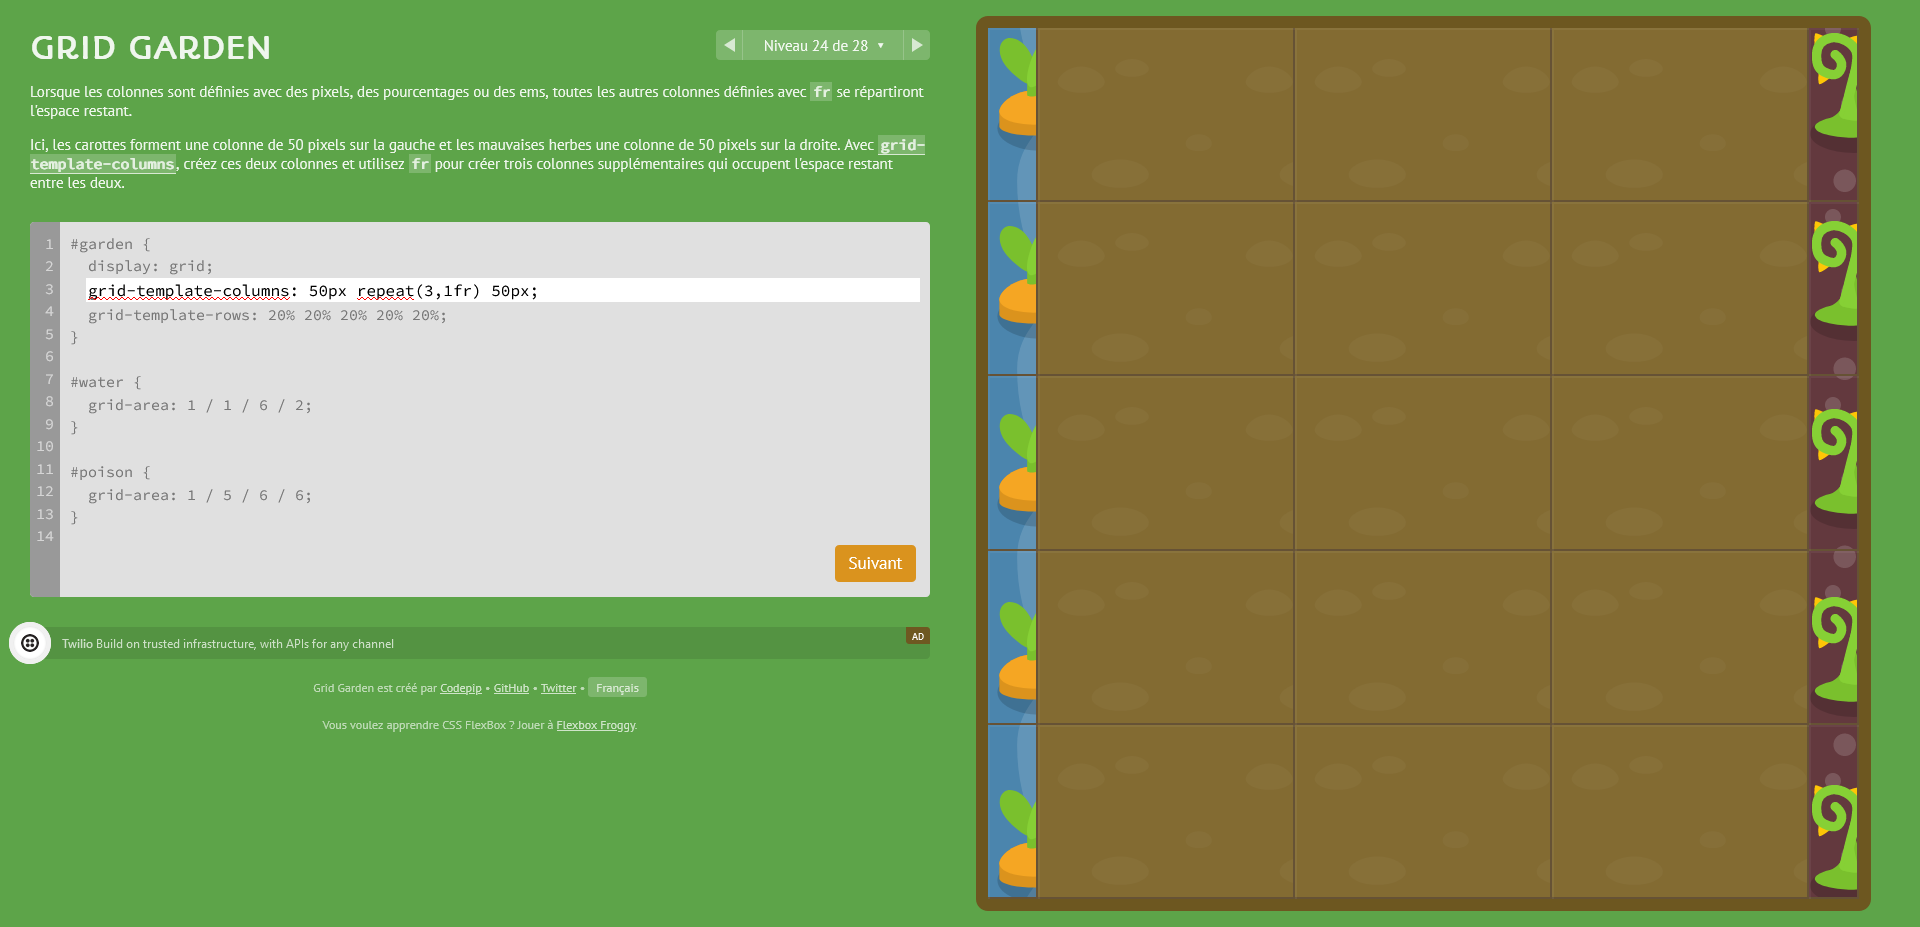 GRID GARDEN
Niveau 24 de 28 ▼
Lorsque les colonnes sont définies avec des pixels, des pourcentages ou des ems, toutes les autres colonnes définies avec fr se répartiront
l'espace restant.
Ici, les carottes forment une colonne de 50 pixels sur la gauche et les mauvaises herbes une colonne de 50 pixels sur la droite. Avec grid-
template-columns, créez ces deux colonnes et utilisez fr pour créer trois colonnes supplémentaires qui occupent l'espace restant
entre les deux.
1 #garden {
2 display: grid;
3 grid-template-columns: 50px repeat(3,1fr) 50px;
4 grid-template-rows: 20% 20% 20% 20% 20%;
5 }
6
7 #water {
8 grid-area: 1 / 1 / 6 / 2;
9 }
10
11 #poison {
12 grid-area: 1 / 5 / 6 / 6;
13 }
14
Suivant
Twilio Build on trusted infrastructure, with APIs for any channel
AD
Grid Garden est créé par Codepip • GitHub • Twitter • Français
Vous voulez apprendre CSS FlexBox ? Jouer à Flexbox Froggy.